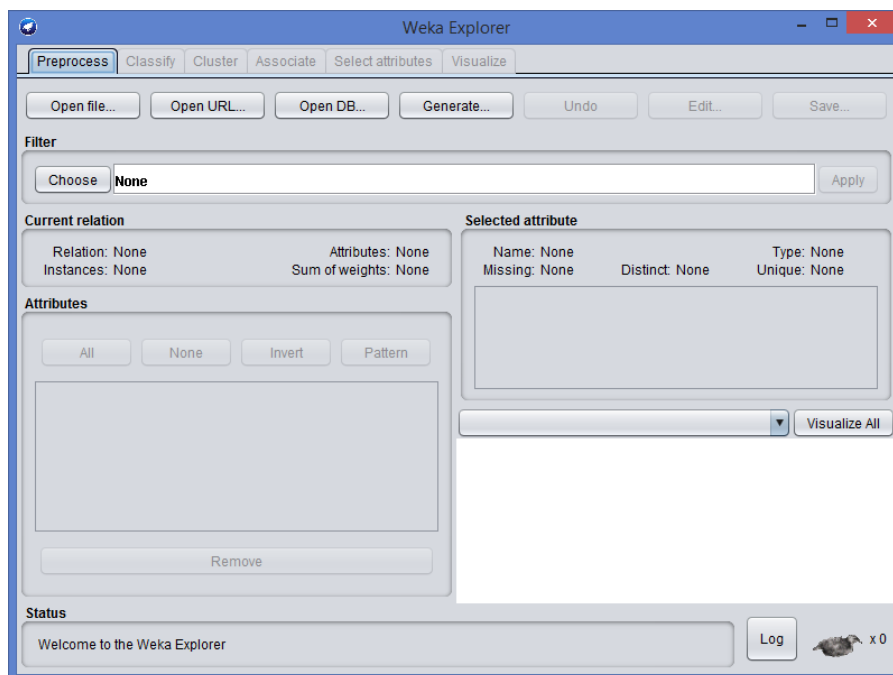 Weka Explorer
Preprocess Classify Cluster Associate Select attributes Visualize
Open file... Open URL... Open DB... Generate... Undo Edit... Save...
Filter
Choose None Apply
Current relation
Relation: None Attributes: None
Instances: None Sum of weights: None
Selected attribute
Name: None Type: None
Missing: None Distinct: None Unique: None
Attributes
All None Invert Pattern
Remove
Visualize All
Status
Welcome to the Weka Explorer
Log x 0